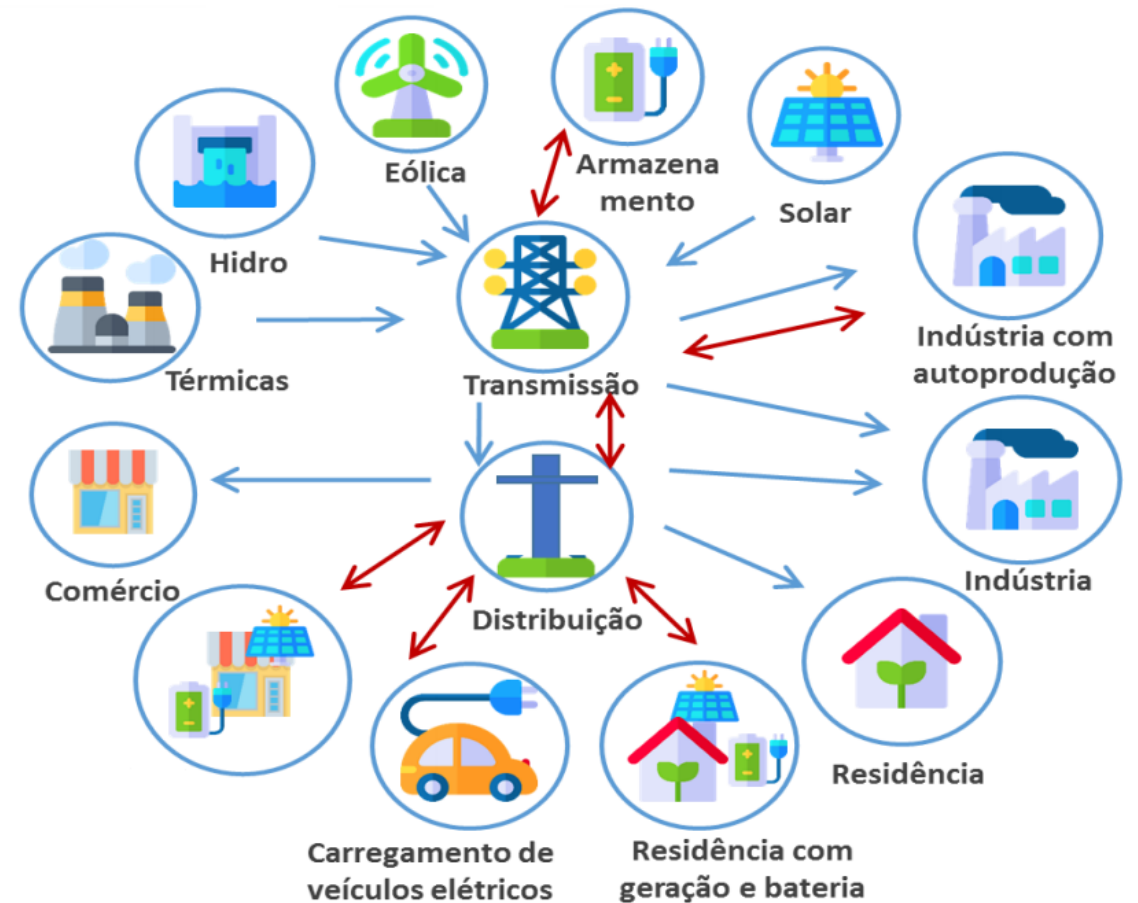 Eólica
Armazena
mento
Solar
Hidro
Térmicas
Transmissão
Indústria com
autoprodução
Comércio
Distribuição
Indústria
Residência
Carregamento de
veículos elétricos
Residência com
geração e bateria